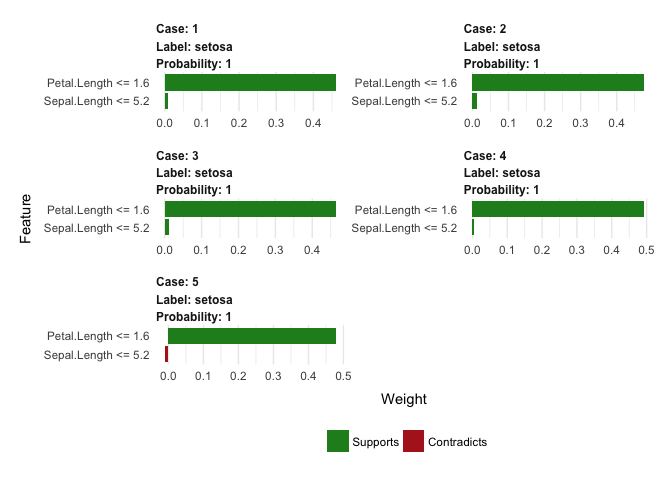 Case: 1
Label: setosa
Probability: 1
Petal.Length <= 1.6
Sepal.Length <= 5.2
0.0 0.1 0.2 0.3 0.4
Case: 2
Label: setosa
Probability: 1
Petal.Length <= 1.6
Sepal.Length <= 5.2
0.0 0.1 0.2 0.3 0.4
Feature
Case: 3
Label: setosa
Probability: 1
Petal.Length <= 1.6
Sepal.Length <= 5.2
0.0 0.1 0.2 0.3 0.4
Case: 4
Label: setosa
Probability: 1
Petal.Length <= 1.6
Sepal.Length <= 5.2
0.0 0.1 0.2 0.3 0.4 0.5
Case: 5
Label: setosa
Probability: 1
Petal.Length <= 1.6
Sepal.Length <= 5.2
0.0 0.1 0.2 0.3 0.4 0.5
Weight
Supports Contradicts